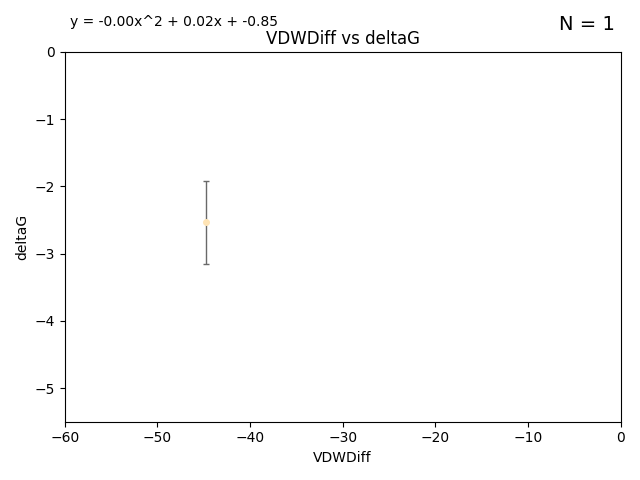 y = -0.00x^2 + 0.02x + -0.85
N = 1
VDWDiff vs deltaG
0
−1
−2
−3
−4
−5
deltaG
−60 −50 −40 −30 −20 −10 0
VDWDiff